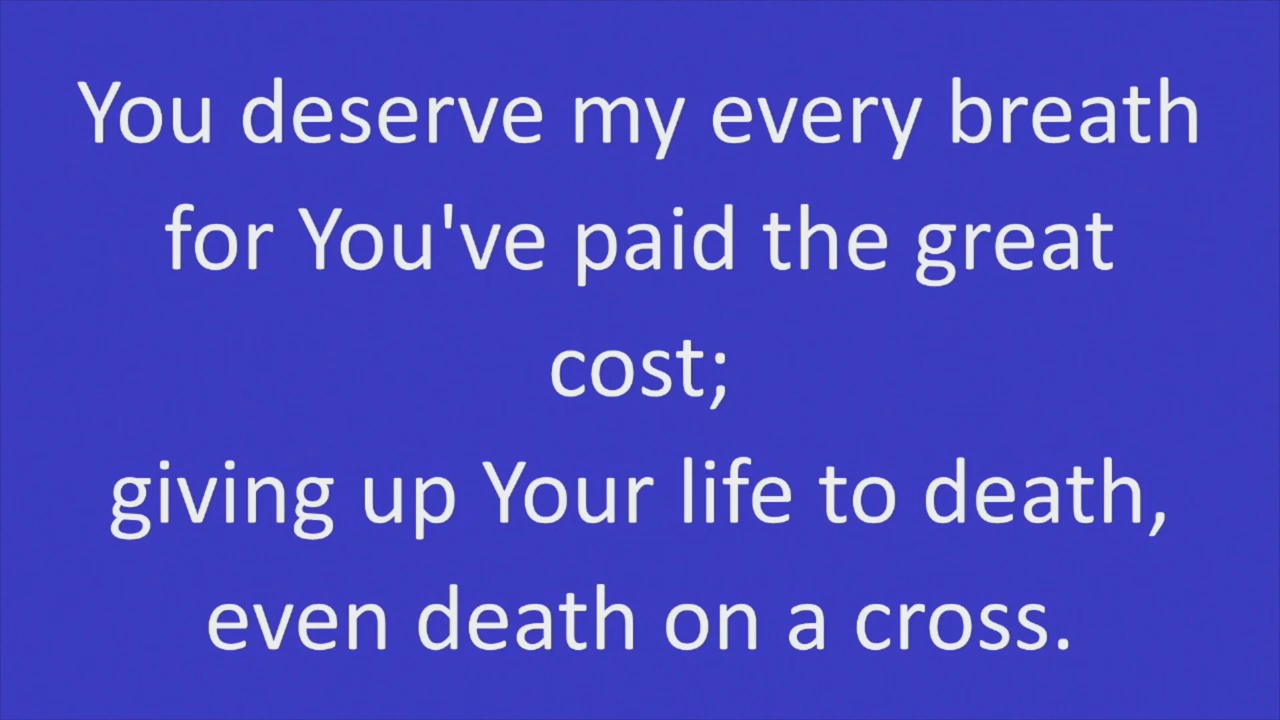 You deserve my every breath
for You've paid the great
cost;
giving up Your life to death,
even death on a cross.